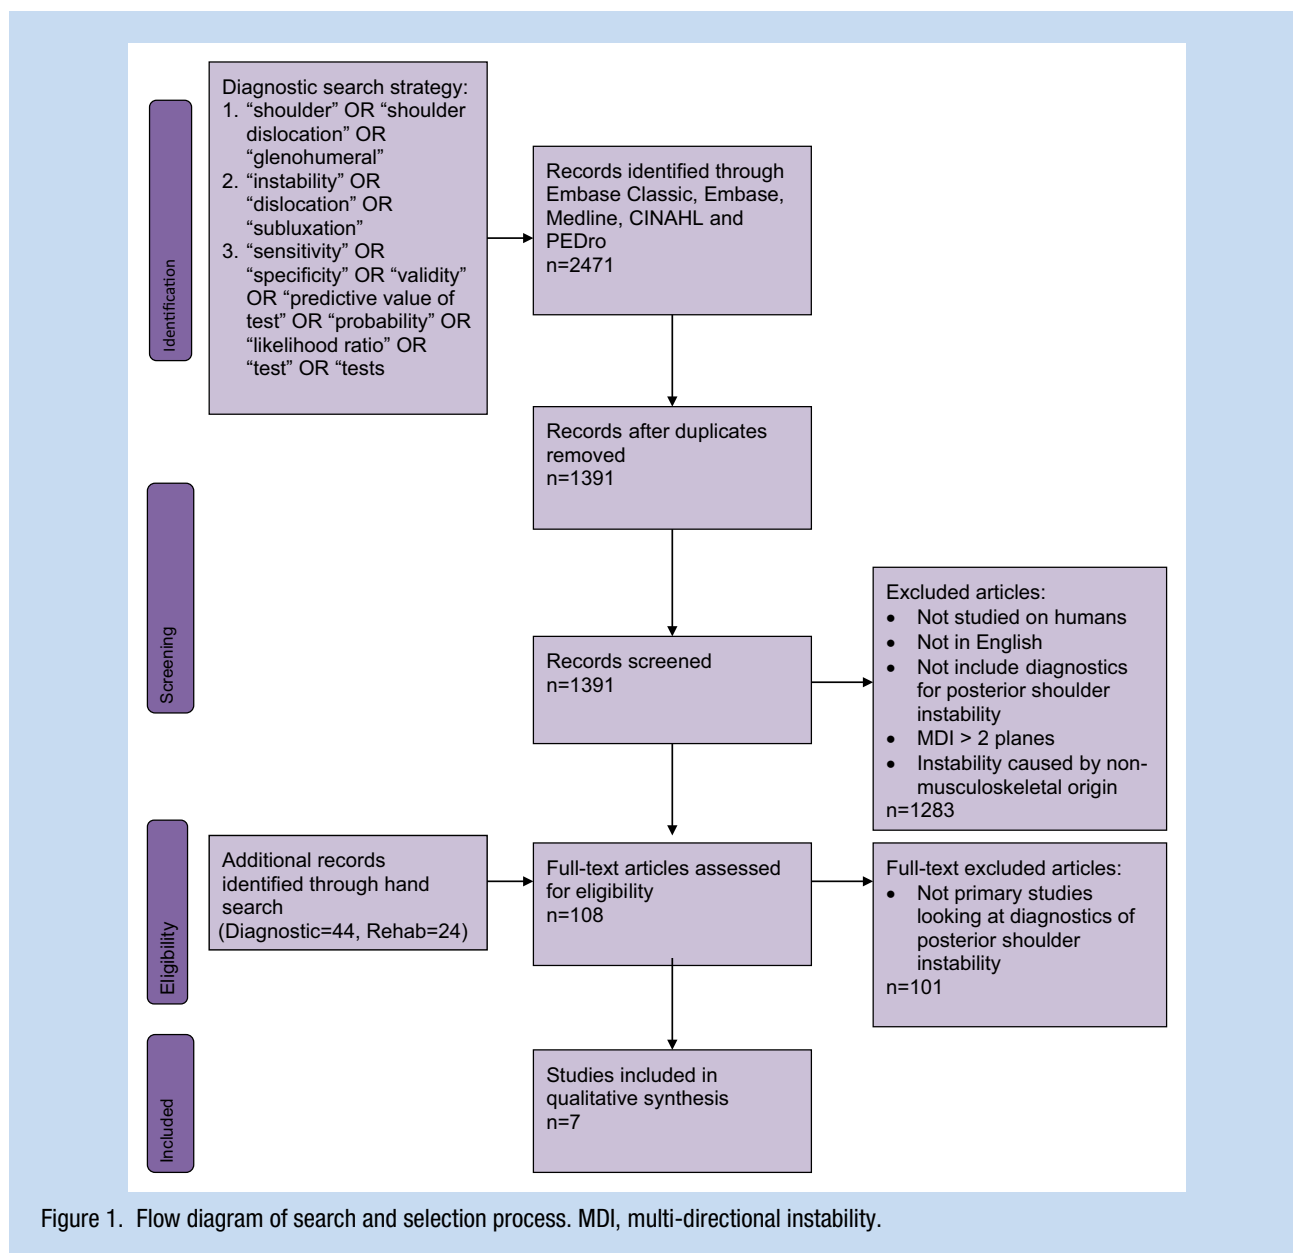 Identification
Diagnostic search strategy:
1. “shoulder” OR “shoulder
dislocation” OR
“glenohumeral”
2. “instability” OR
“dislocation” OR
“subluxation”
3. “sensitivity” OR
“specificity” OR “validity”
OR “predictive value of
test” OR “probability” OR
“likelihood ratio” OR
“test” OR “tests
Records identified through
Embase Classic, Embase,
Medline, CINAHL and
PEDro
n=2471
Records after duplicates
removed
n=1391
Screening
Records screened
n=1391
Excluded articles:
• Not studied on humans
• Not in English
• Not include diagnostics
for posterior shoulder
instability
• MDI > 2 planes
• Instability caused by non-
musculoskeletal origin
n=1283
Eligibility
Additional records
identified through hand
search
(Diagnostic=44, Rehab=24)
Full-text articles assessed
for eligibility
n=108
Full-text excluded articles:
• Not primary studies
looking at diagnostics of
posterior shoulder
instability
n=101
Included
Studies included in
qualitative synthesis
n=7
Figure 1. Flow diagram of search and selection process. MDI, multi-directional instability.